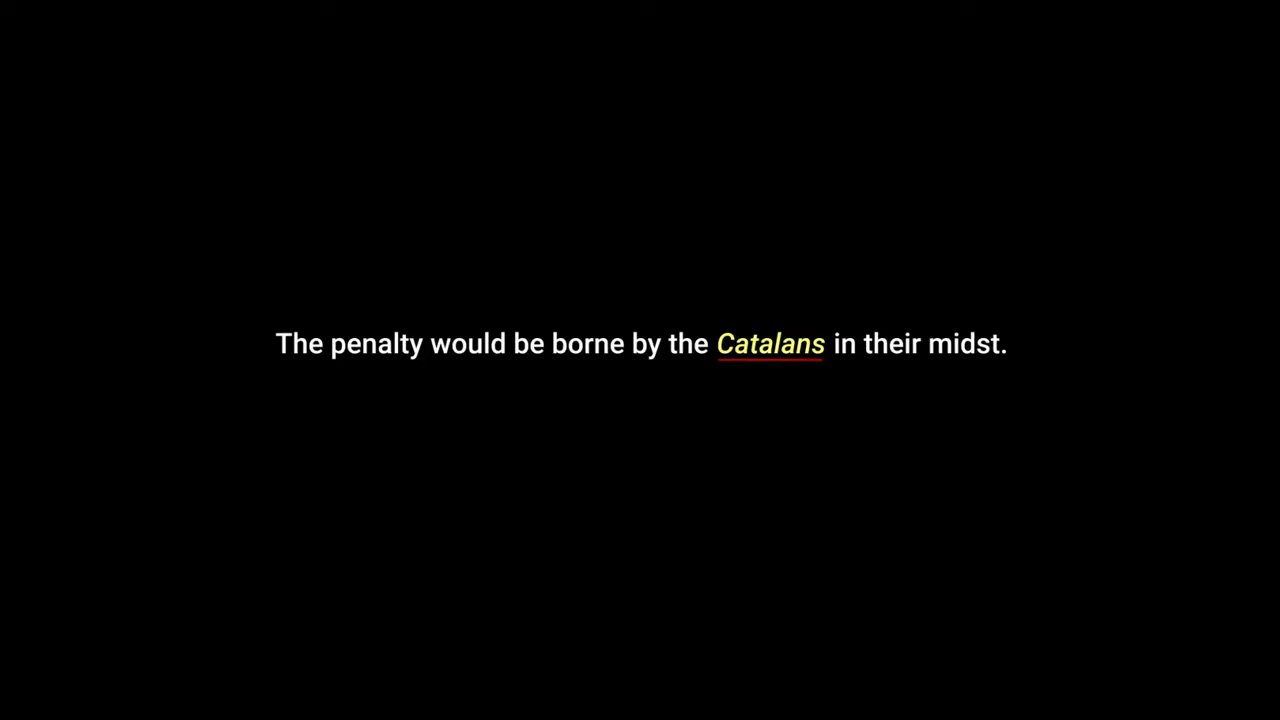 The penalty would be borne by the Catalans in their midst.